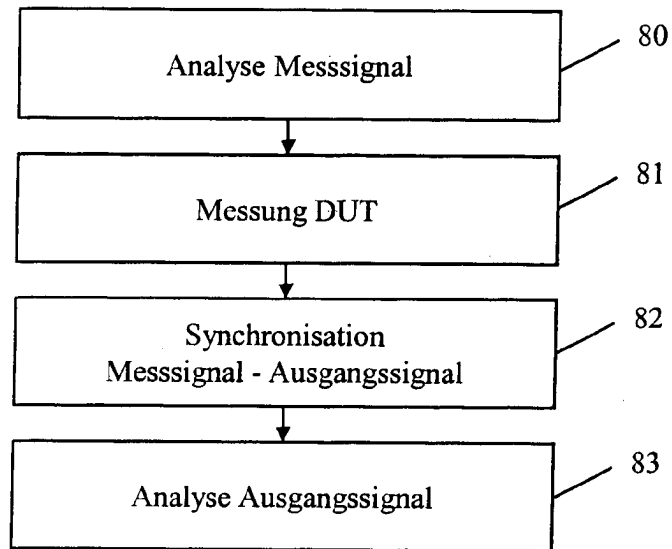 Analyse Messsignal
80
Messung DUT
81
Synchronisation
Messsignal - Ausgangssignal
82
Analyse Ausgangssignal
83